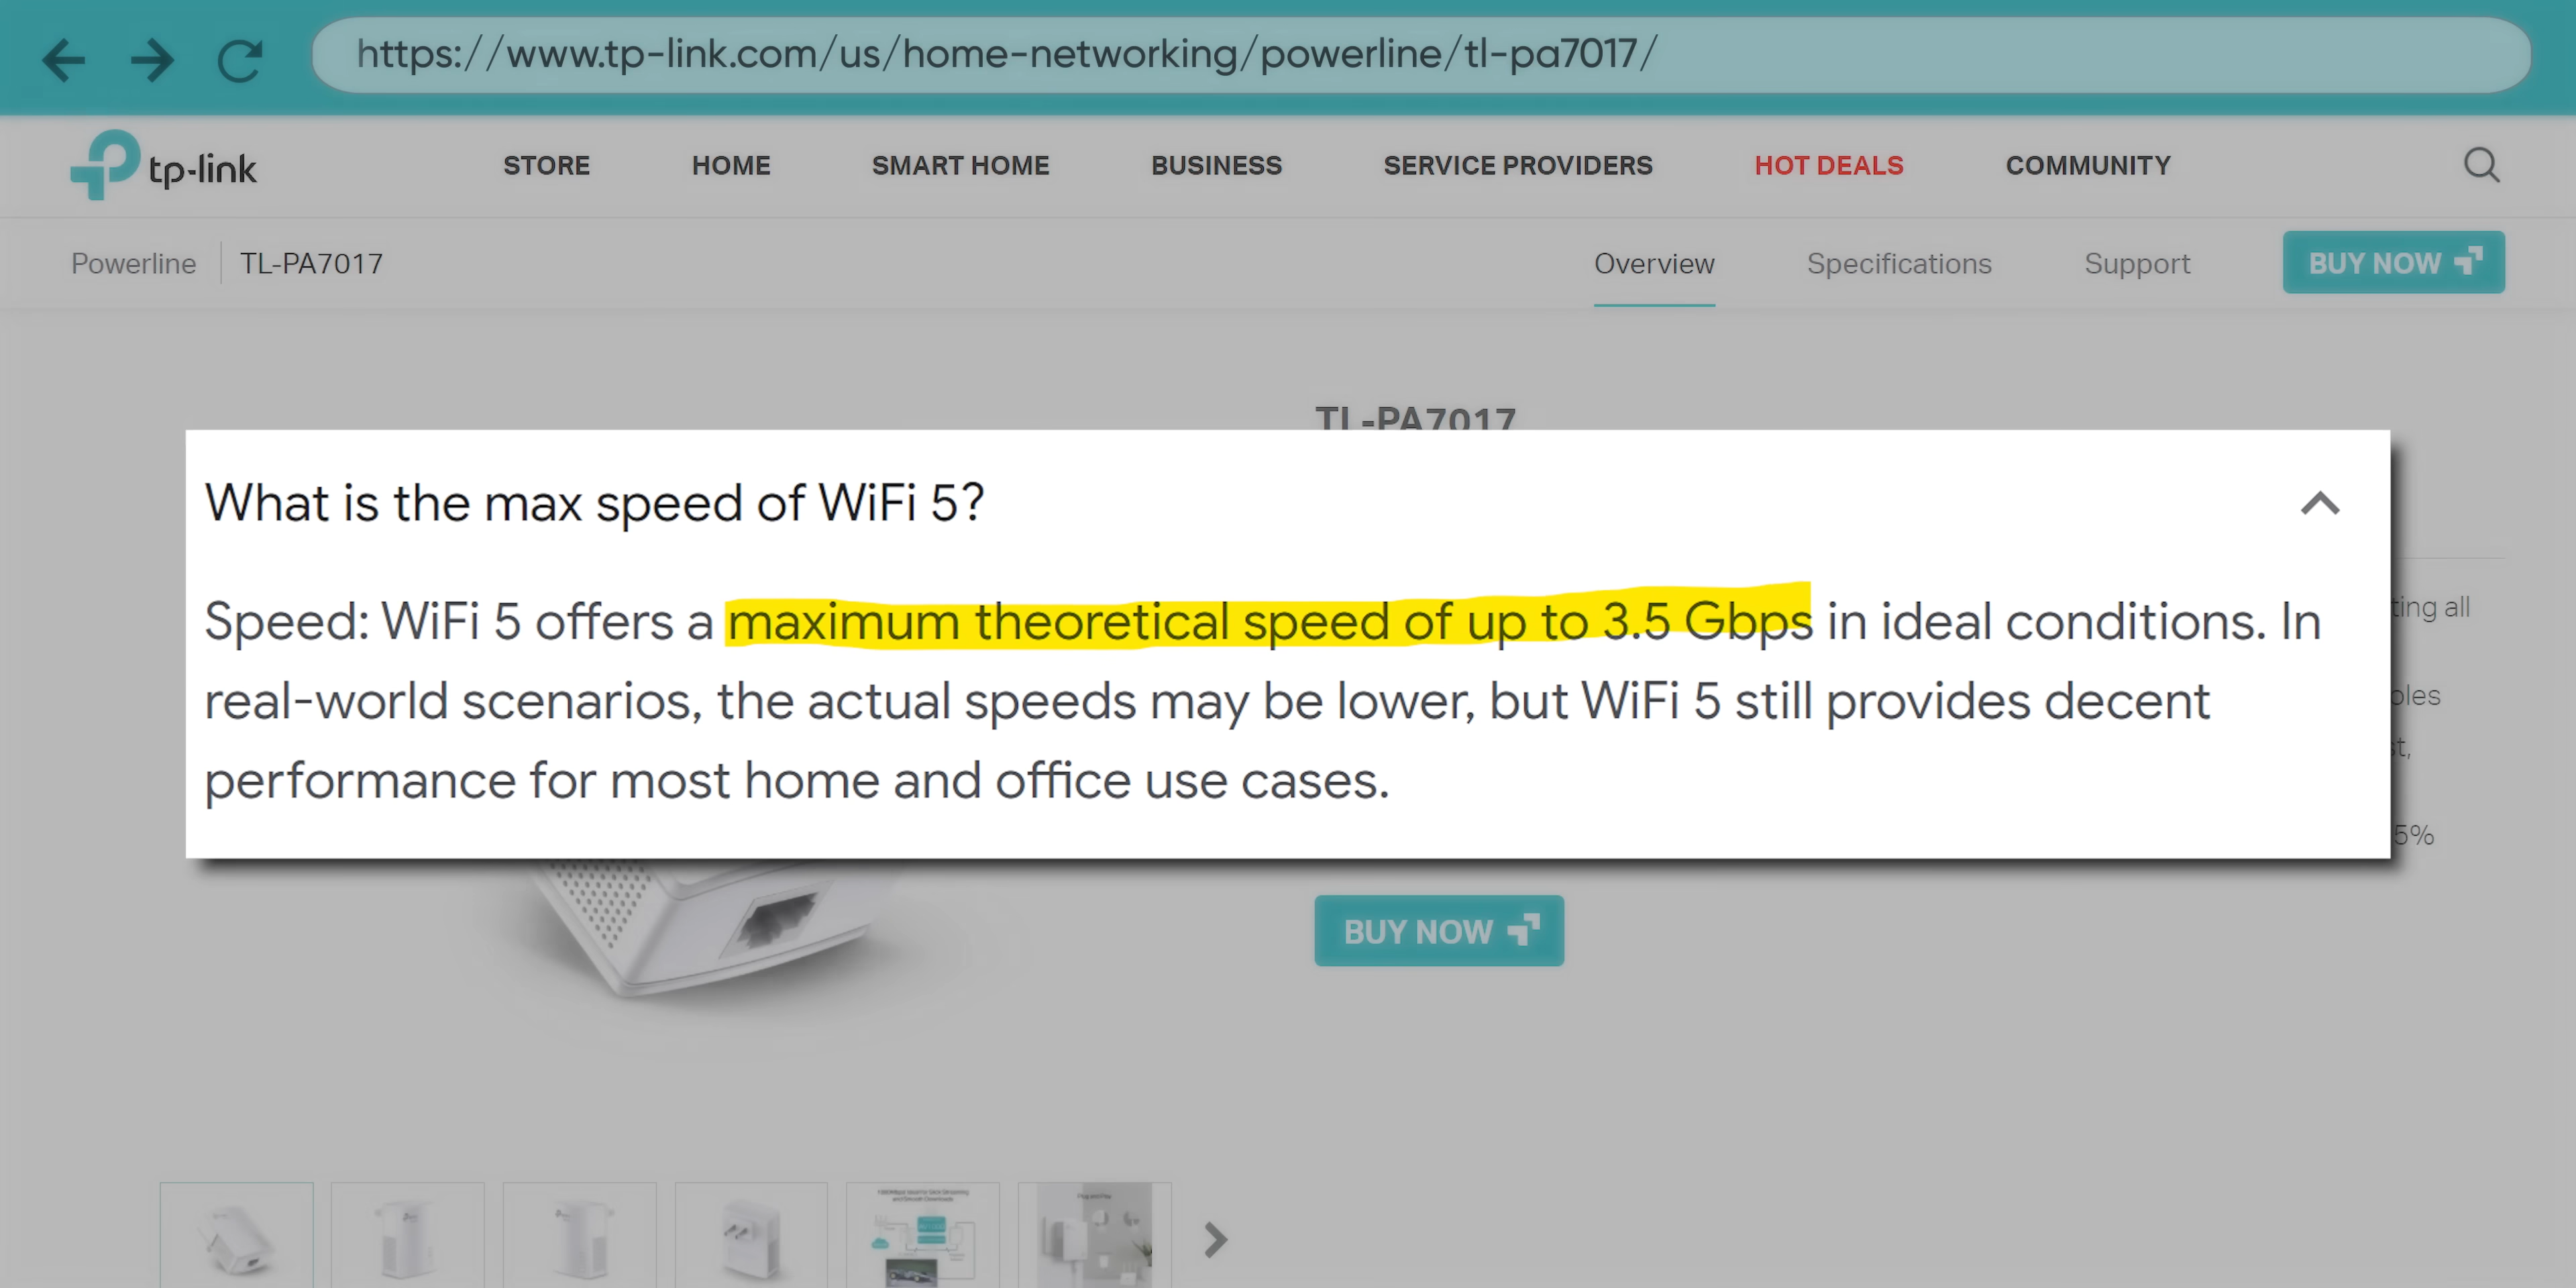 https://www.tp-link.com/us/home-networking/powerline/tl-pa7017/
tp-link STORE HOME SMART HOME BUSINESS SERVICE PROVIDERS HOT DEALS COMMUNITY
Powerline TL-PA7017 Overview Specifications Support BUY NOW
TL-PA7017
What is the max speed of WiFi 5?
Speed: WiFi 5 offers a maximum theoretical speed of up to 3.5 Gbps in ideal conditions. In
real-world scenarios, the actual speeds may be lower, but WiFi 5 still provides decent
performance for most home and office use cases.
all
5%
BUY NOW